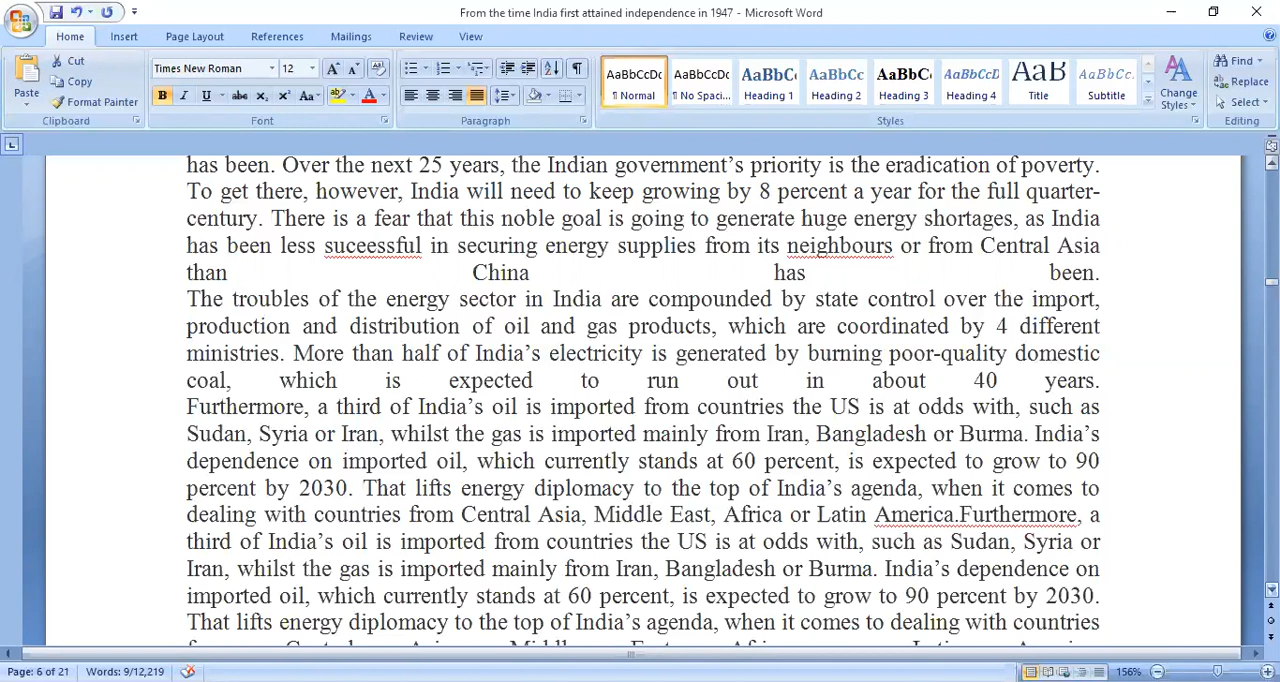 From the time India first attained independence in 1947 - Microsoft Word
Home Insert Page Layout References Mailings Review View
Paste
Cut
Copy
Format Painter
Clipboard
Times New Roman 12
B I U abc X₂ X² Aa
Font
Paragraph
AaBbCcDc AaBbCcDc AaBbC AaBbCc AaBbCc AaBbCcD AaB AaBbCc
¶ Normal ¶ No Spaci... Heading 1 Heading 2 Heading 3 Heading 4 Title Subtitle
Change Styles
Styles
Find
Replace
Select
Editing
has been. Over the next 25 years, the Indian government’s priority is the eradication of poverty.
To get there, however, India will need to keep growing by 8 percent a year for the full quarter-
century. There is a fear that this noble goal is going to generate huge energy shortages, as India
has been less suceessful in securing energy supplies from its neighbours or from Central Asia
than China has been.
The troubles of the energy sector in India are compounded by state control over the import,
production and distribution of oil and gas products, which are coordinated by 4 different
ministries. More than half of India’s electricity is generated by burning poor-quality domestic
coal, which is expected to run out in about 40 years.
Furthermore, a third of India’s oil is imported from countries the US is at odds with, such as
Sudan, Syria or Iran, whilst the gas is imported mainly from Iran, Bangladesh or Burma. India’s
dependence on imported oil, which currently stands at 60 percent, is expected to grow to 90
percent by 2030. That lifts energy diplomacy to the top of India’s agenda, when it comes to
dealing with countries from Central Asia, Middle East, Africa or Latin America.Furthermore, a
third of India’s oil is imported from countries the US is at odds with, such as Sudan, Syria or
Iran, whilst the gas is imported mainly from Iran, Bangladesh or Burma. India’s dependence on
imported oil, which currently stands at 60 percent, is expected to grow to 90 percent by 2030.
That lifts energy diplomacy to the top of India’s agenda, when it comes to dealing with countries
Page: 6 of 21 Words: 9/12,219 156%